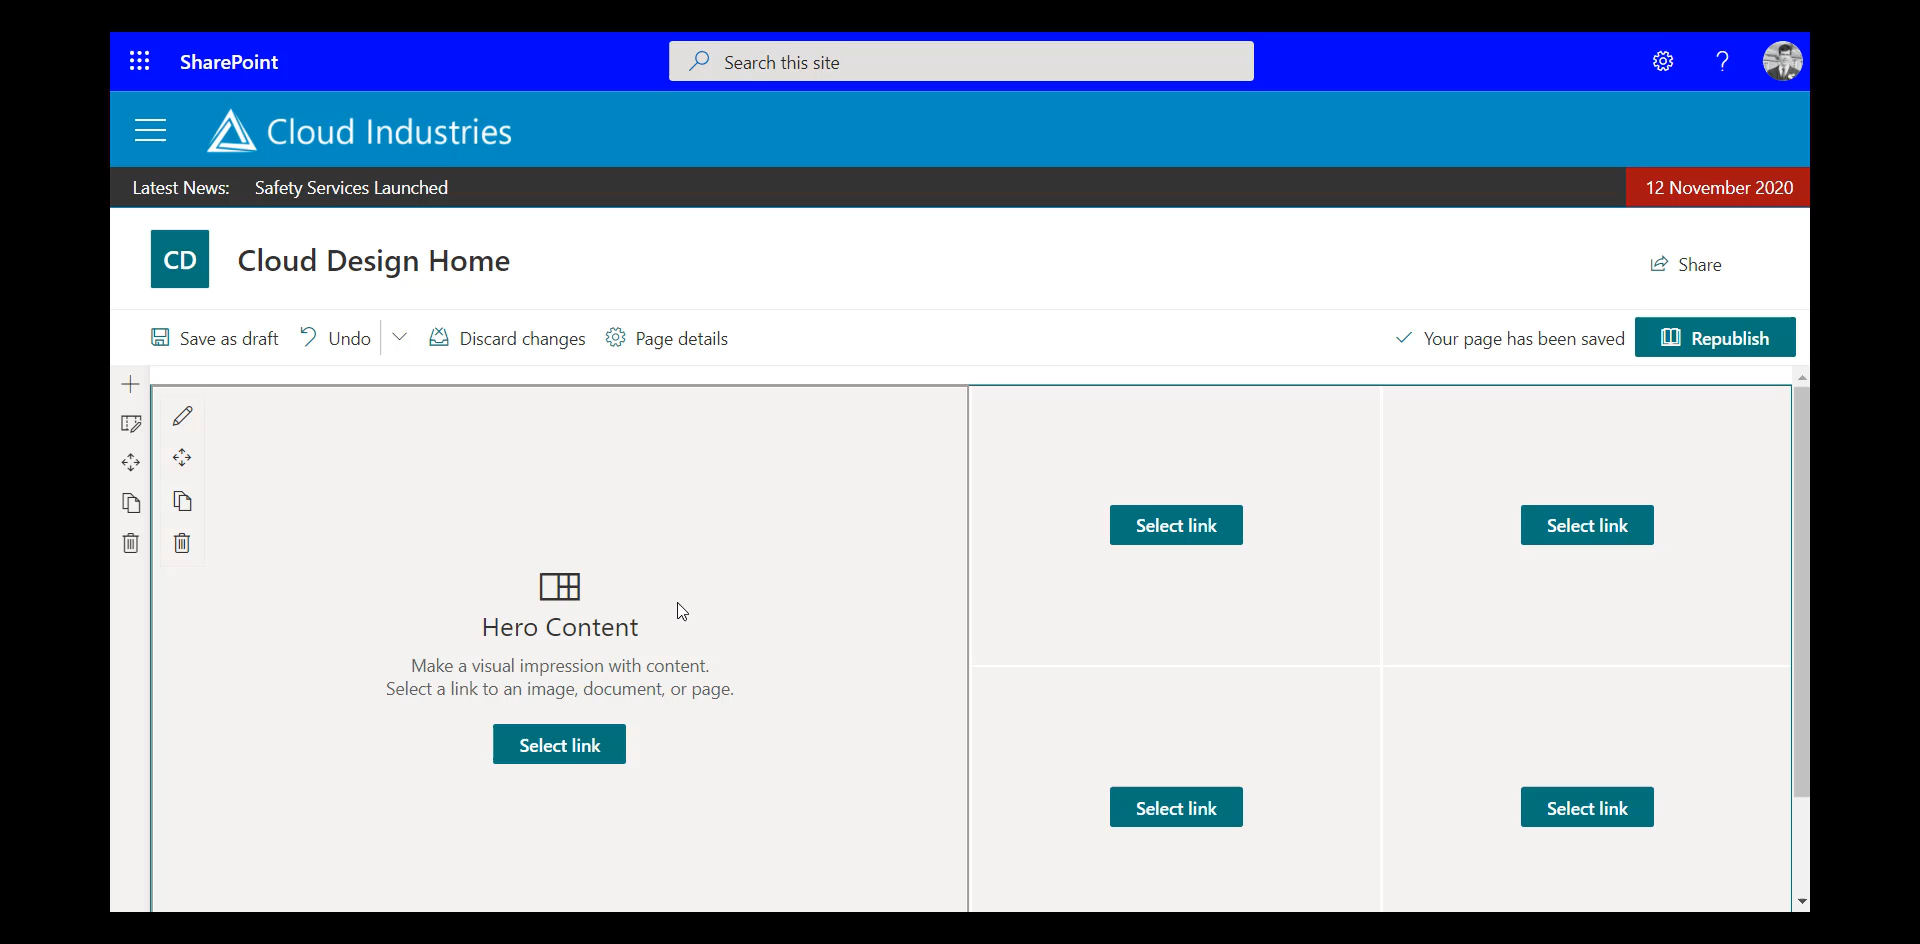 SharePoint
Search this site
Cloud Industries
Latest News: Safety Services Launched
12 November 2020
CD
Cloud Design Home
Share
Save as draft
Undo
Discard changes
Page details
Your page has been saved
Republish
Hero Content
Make a visual impression with content.
Select a link to an image, document, or page.
Select link
Select link
Select link
Select link
Select link